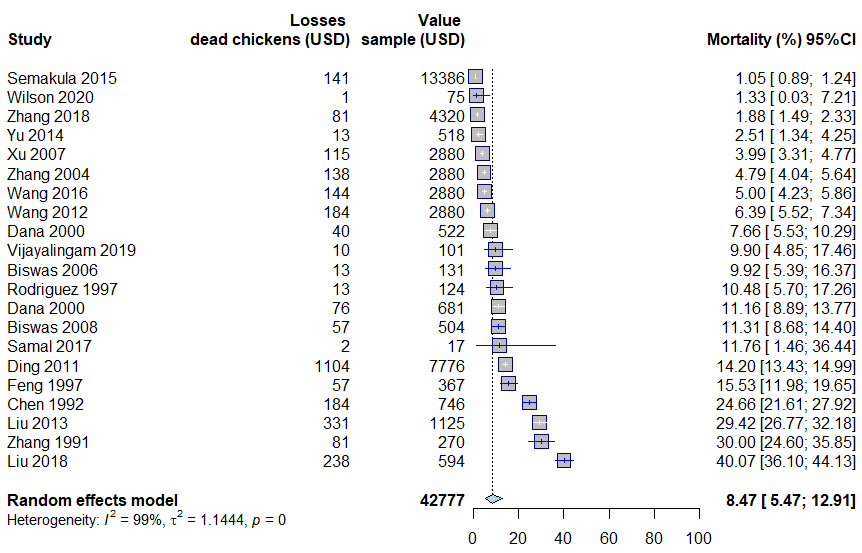 Losses Value
Study dead chickens (USD) sample (USD) Mortality (%) 95%CI
Semakula 2015 141 13386 1.05 [ 0.89; 1.24]
Wilson 2020 1 75 1.33 [ 0.03; 7.21]
Zhang 2018 81 4320 1.88 [ 1.49; 2.33]
Yu 2014 13 518 2.51 [ 1.34; 4.25]
Xu 2007 115 2880 3.99 [ 3.31; 4.77]
Zhang 2004 138 2880 4.79 [ 4.04; 5.64]
Wang 2016 144 2880 5.00 [ 4.23; 5.86]
Wang 2012 184 2880 6.39 [ 5.52; 7.34]
Dana 2000 40 522 7.66 [ 5.53; 10.29]
Vijayalingam 2019 10 101 9.90 [ 4.85; 17.46]
Biswas 2006 13 131 9.92 [ 5.39; 16.37]
Rodriguez 1997 13 124 10.48 [ 5.70; 17.26]
Dana 2000 76 681 11.16 [ 8.89; 13.77]
Biswas 2008 57 504 11.31 [ 8.68; 14.40]
Samal 2017 2 17 11.76 [ 1.46; 36.44]
Ding 2011 1104 7776 14.20 [13.43; 14.99]
Feng 1997 57 367 15.53 [11.98; 19.65]
Chen 1992 184 746 24.66 [21.61; 27.92]
Liu 2013 331 1125 29.42 [26.77; 32.18]
Zhang 1991 81 270 30.00 [24.60; 35.85]
Liu 2018 238 594 40.07 [36.10; 44.13]
Random effects model 42777 8.47 [ 5.47; 12.91]
Heterogeneity: I² = 99%, τ² = 1.1444, p = 0
0 20 40 60 80 100